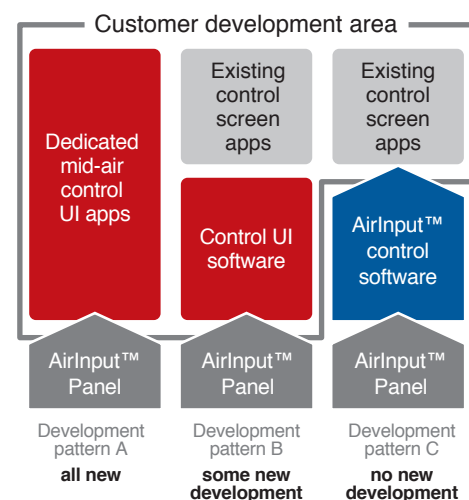 Customer development area
Dedicated
mid-air
control
UI apps
Existing
control
screen
apps
Control UI
software
Existing
control
screen
apps
AirInput™
control
software
AirInput™
Panel
AirInput™
Panel
AirInput™
Panel
Development
pattern A
all new
Development
pattern B
some new
development
Development
pattern C
no new
development